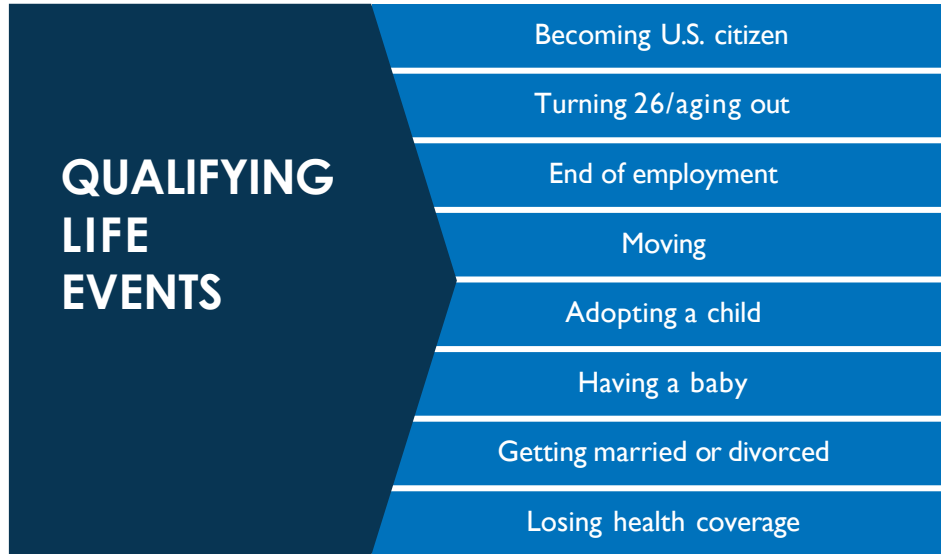 QUALIFYING
LIFE
EVENTS
Becoming U.S. citizen
Turning 26/aging out
End of employment
Moving
Adopting a child
Having a baby
Getting married or divorced
Losing health coverage